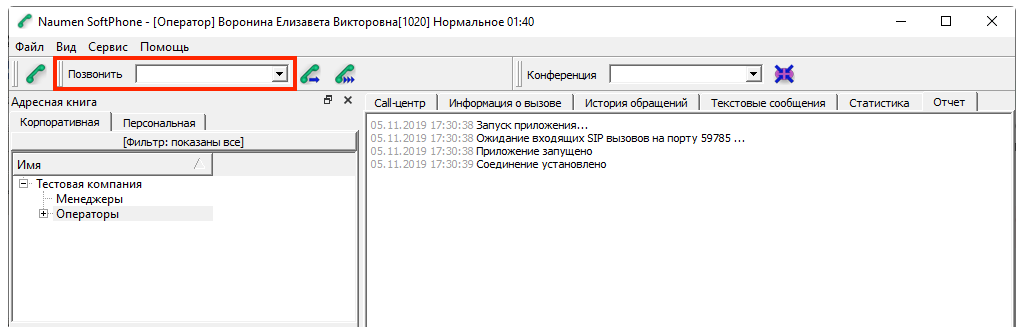 Naumen SoftPhone - [Оператор] Воронина Елизавета Викторовна[1020] Нормальное 01:40
Файл Вид Сервис Помощь
Позвонить Конференция
Адресная книга
Корпоративная Персональная
[Фильтр: показаны все]
Имя
Тестовая компания
Менеджеры
Операторы
Call-центр Информация о вызове История обращений Текстовые сообщения Статистика Отчет
05.11.2019 17:30:38 Запуск приложения...
05.11.2019 17:30:38 Ожидание входящих SIP вызовов на порту 59785 ...
05.11.2019 17:30:38 Приложение запущено
05.11.2019 17:30:39 Соединение установлено